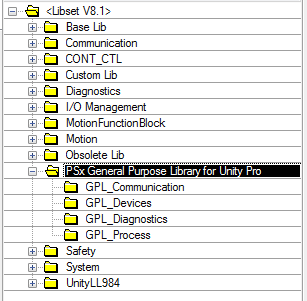 <Libset V8.1>
Base Lib
Communication
CONT_CTL
Custom Lib
Diagnostics
I/O Management
MotionFunctionBlock
Motion
Obsolete Lib
PSx General Purpose Library for Unity Pro
GPL_Communication
GPL_Devices
GPL_Diagnostics
GPL_Process
Safety
System
UnityLL984